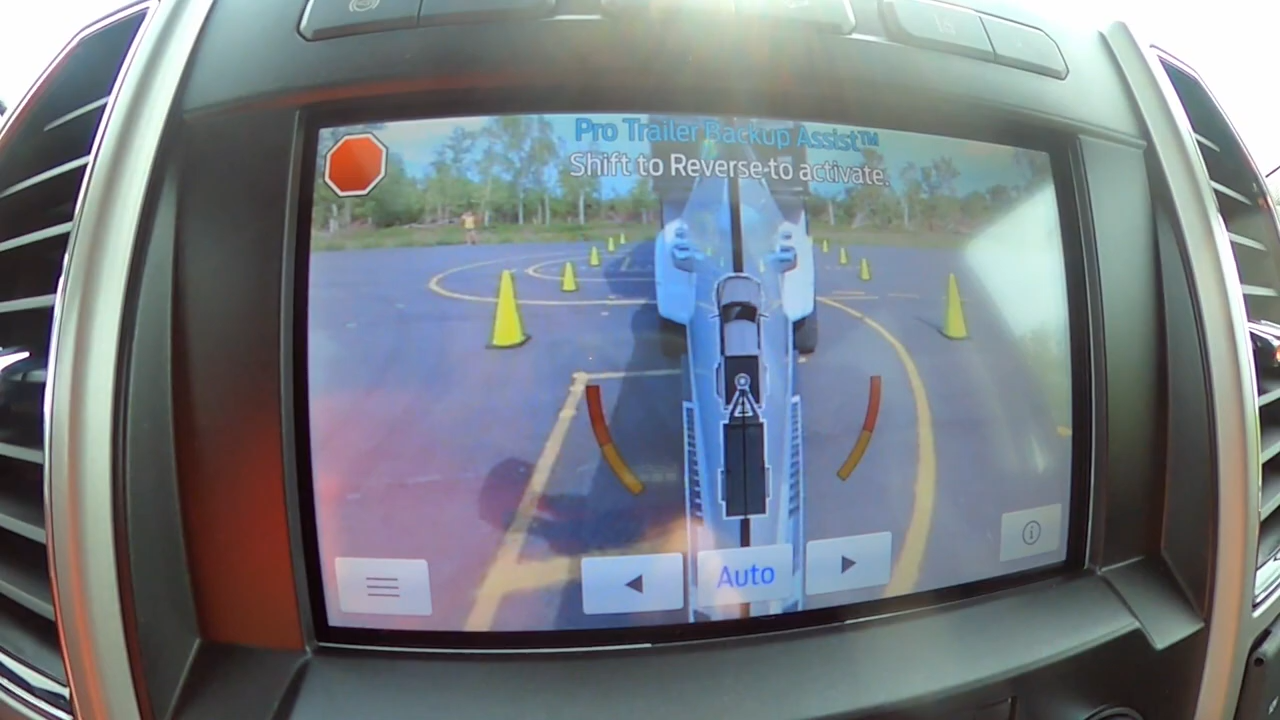 Pro Trailer Backup Assist™
Shift to Reverse to activate.
Auto